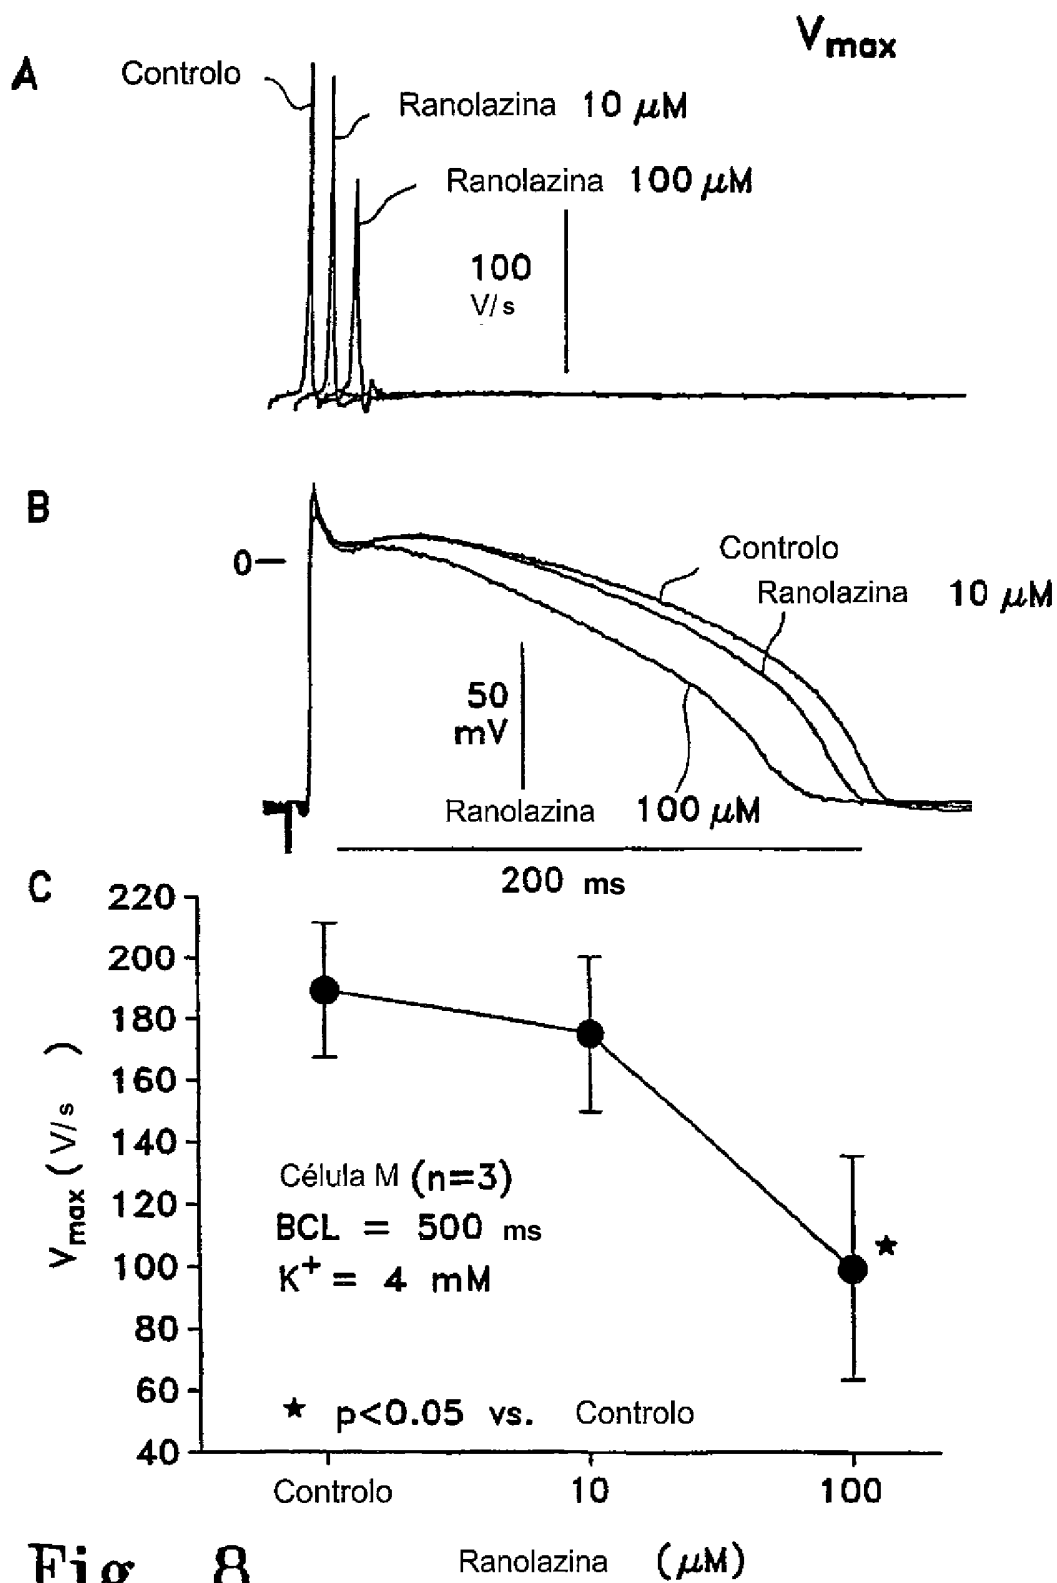 V max
A
Controlo
Ranolazina 10 μM
Ranolazina 100 μM
100
V/s
B
0
Controlo
Ranolazina 10 μM
50
mV
Ranolazina 100 μM
200 ms
C
220
200
180
160
140
120
100
80
60
40
Vmax (V/s )
Célula M (n=3)
BCL = 500 ms
K+ = 4 mM
★
★ p<0.05 vs. Controlo
Controlo 10 100
Ranolazina (μM)
Fig. 8